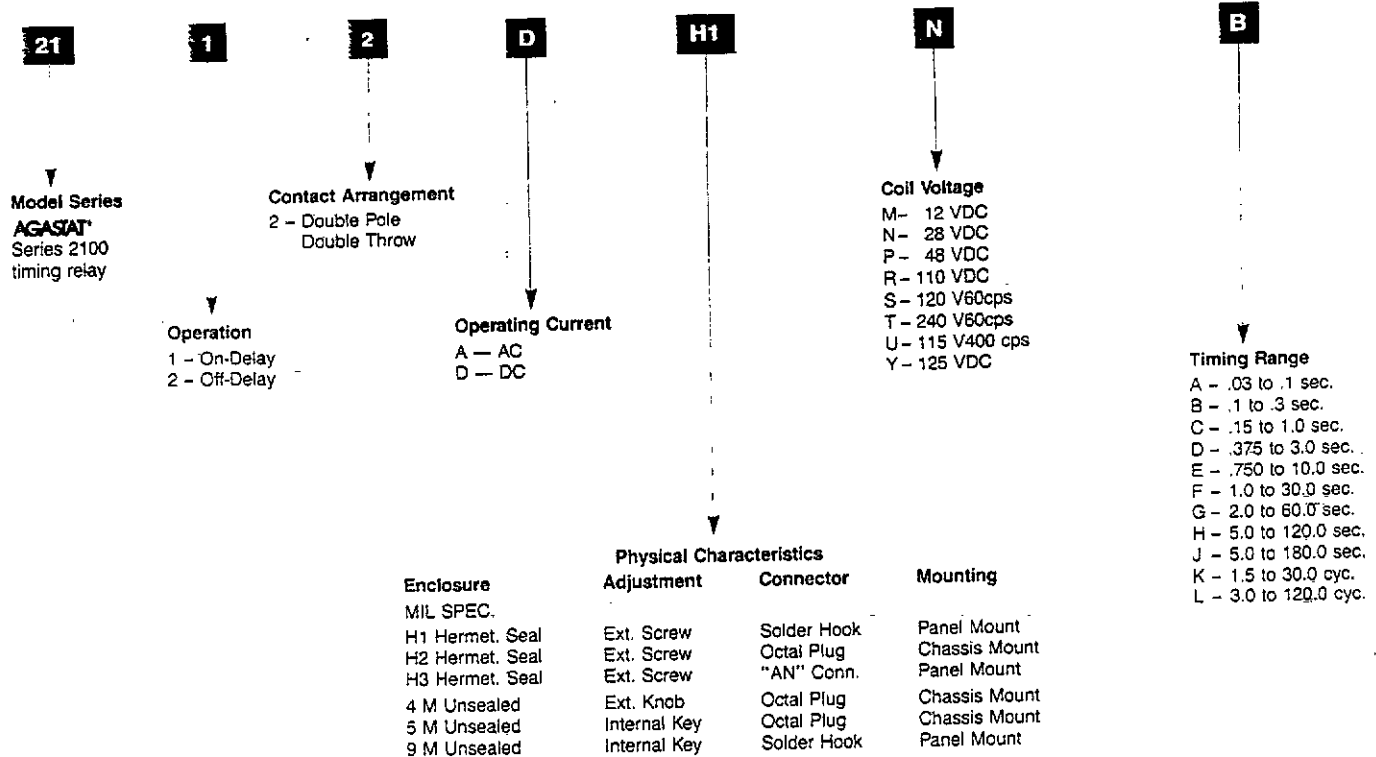 21 1 2 D H1 N B
Model Series
AGASTAT'
Series 2100
timing relay
Operation
1 – On-Delay
2 – Off-Delay
Contact Arrangement
2 – Double Pole
Double Throw
Operating Current
A — AC
D — DC
Coil Voltage
M– 12 VDC
N– 28 VDC
P– 48 VDC
R–110 VDC
S–120 V60cps
T–240 V60cps
U–115 V400 cps
Y–125 VDC
Timing Range
A – .03 to .1 sec.
B – .1 to .3 sec.
C – .15 to 1.0 sec.
D – .375 to 3.0 sec.
E – .750 to 10.0 sec.
F – 1.0 to 30.0 sec.
G – 2.0 to 60.0 sec.
H – 5.0 to 120.0 sec.
J – 5.0 to 180.0 sec.
K – 1.5 to 30.0 cyc.
L – 3.0 to 120.0 cyc.
Physical Characteristics
Enclosure Adjustment Connector Mounting
MIL SPEC.
H1 Hermet. Seal Ext. Screw Solder Hook Panel Mount
H2 Hermet. Seal Ext. Screw Octal Plug Chassis Mount
H3 Hermet. Seal Ext. Screw "AN" Conn. Panel Mount
4 M Unsealed Ext. Knob Octal Plug Chassis Mount
5 M Unsealed Internal Key Octal Plug Chassis Mount
9 M Unsealed Internal Key Solder Hook Panel Mount